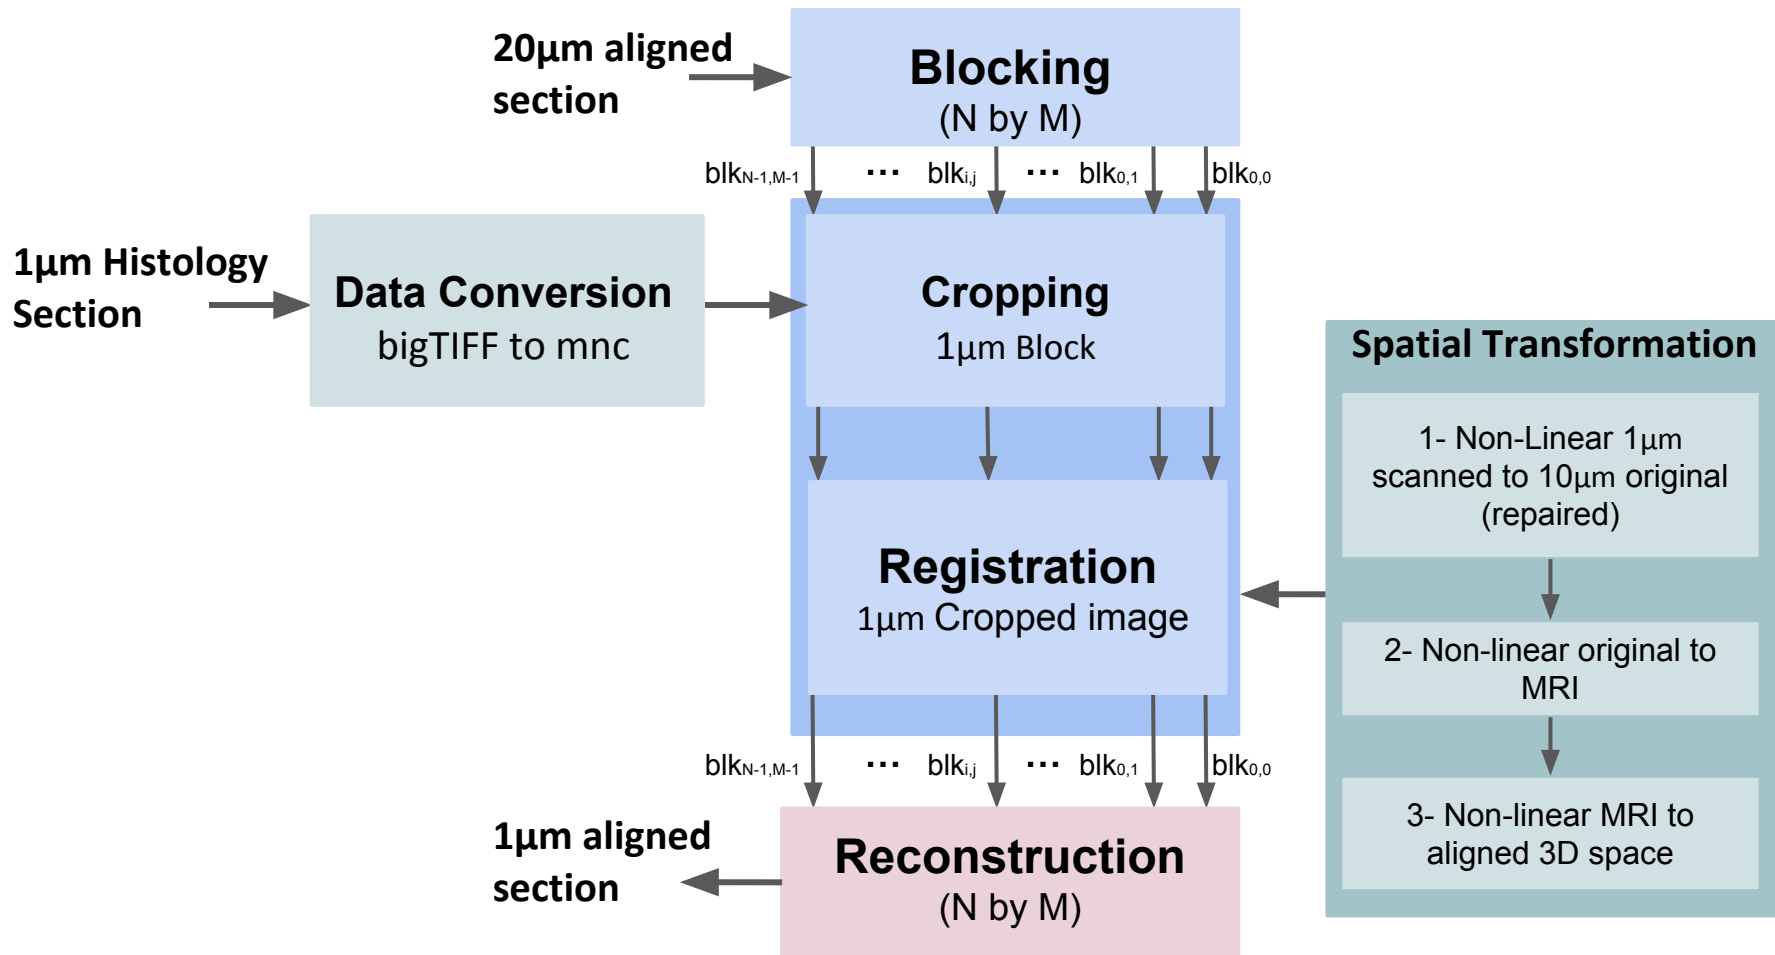 20µm aligned
section
Blocking
(N by M)
blkN-1,M-1 ... blki,j ... blk0,1 blk0,0
1µm Histology
Section
Data Conversion
bigTIFF to mnc
Cropping
1µm Block
Registration
1µm Cropped image
Spatial Transformation
1- Non-Linear 1µm
scanned to 10µm original
(repaired)
2- Non-linear original to
MRI
3- Non-linear MRI to
aligned 3D space
blkN-1,M-1 ... blki,j ... blk0,1 blk0,0
1µm aligned
section
Reconstruction
(N by M)